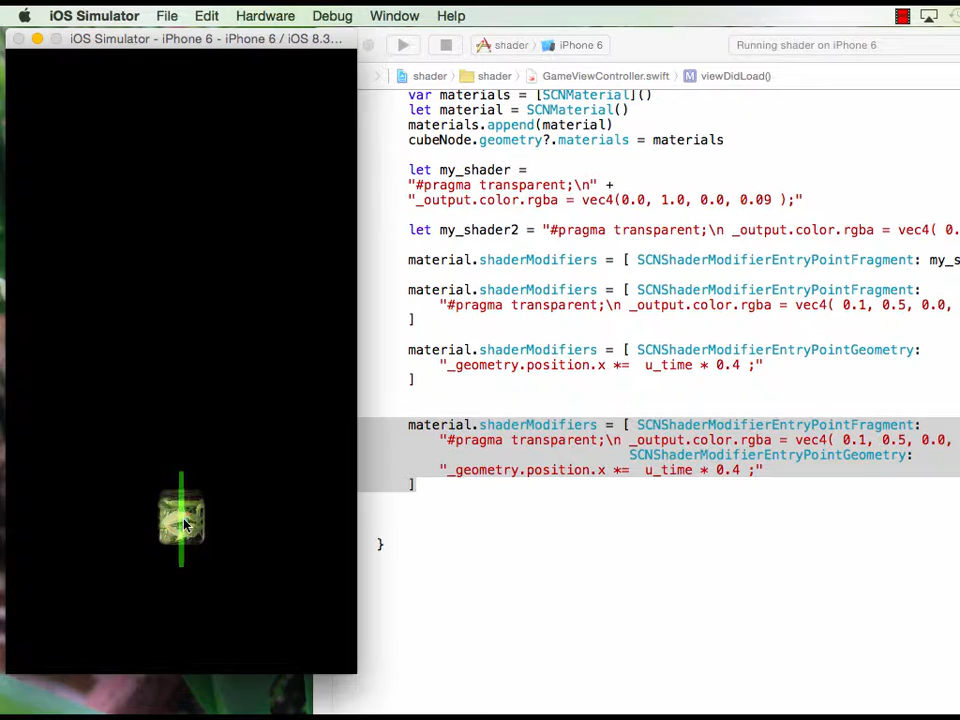 iOS Simulator File Edit Hardware Debug Window Help
iOS Simulator - iPhone 6 - iPhone 6 / iOS 8.3...
shader iPhone 6 Running shader on iPhone 6
shader shader GameViewController.swift M viewDidLoad()
var materials = [SCNMaterial]()
let material = SCNMaterial()
materials.append(material)
cubeNode.geometry?.materials = materials
let my_shader =
"#pragma transparent;\n" +
"_output.color.rgba = vec4(0.0, 1.0, 0.0, 0.09 );"
let my_shader2 = "#pragma transparent;\n _output.color.rgba = vec4( 0.
material.shaderModifiers = [ SCNShaderModifierEntryPointFragment: my_s
material.shaderModifiers = [ SCNShaderModifierEntryPointFragment:
"#pragma transparent;\n _output.color.rgba = vec4( 0.1, 0.5, 0.0,
]
material.shaderModifiers = [ SCNShaderModifierEntryPointGeometry:
"_geometry.position.x *= u_time * 0.4 ;"
]
material.shaderModifiers = [ SCNShaderModifierEntryPointFragment:
"#pragma transparent;\n _output.color.rgba = vec4( 0.1, 0.5, 0.0,
SCNShaderModifierEntryPointGeometry:
"_geometry.position.x *= u_time * 0.4 ;"
]
}